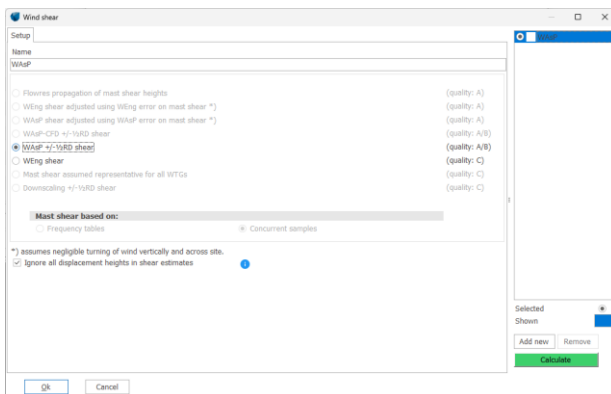 Wind shear
Setup
Name
WAsP
Flowres propagation of mast shear heights (quality: A)
WEng shear adjusted using WEng error on mast shear *) (quality: A)
WAsP shear adjusted using WAsP error on mast shear *) (quality: A)
WAsP-CFD +/-½RD shear (quality: A/B)
WAsP +/-½RD shear (quality: A/B)
WEng shear (quality: C)
Mast shear assumed representative for all WTGs (quality: C)
Downscaling +/-½RD shear (quality: C)
Mast shear based on:
Frequency tables Concurrent samples
*) assumes negligible turning of wind vertically and across site.
Ignore all displacement heights in shear estimates
Ok Cancel
WAsP
Selected
Shown
Add new Remove
Calculate